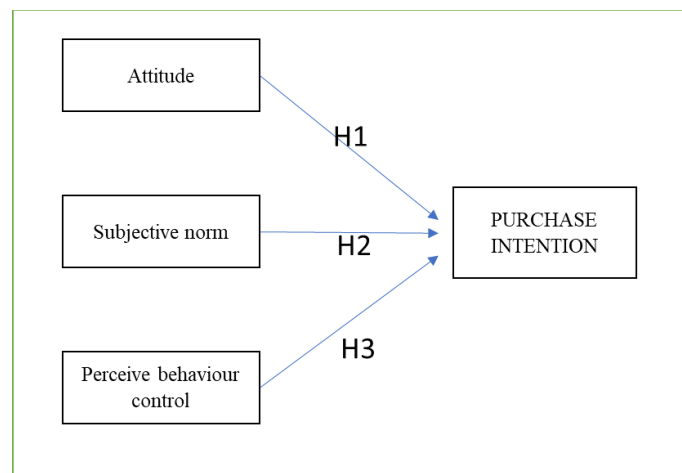 Attitude
H1
Subjective norm
H2
PURCHASE
INTENTION
Perceive behaviour
control
H3